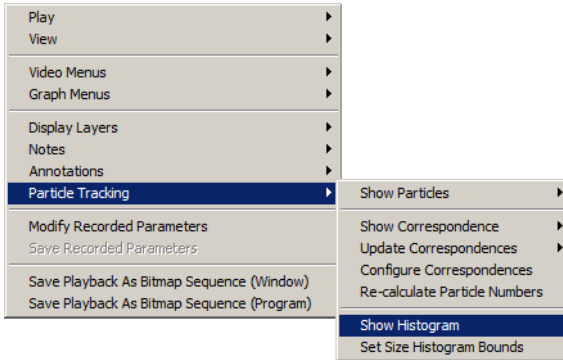 Play
View
Video Menus
Graph Menus
Display Layers
Notes
Annotations
Particle Tracking
Modify Recorded Parameters
Save Recorded Parameters
Save Playback As Bitmap Sequence (Window)
Save Playback As Bitmap Sequence (Program)
Show Particles
Show Correspondence
Update Correspondences
Configure Correspondences
Re-calculate Particle Numbers
Show Histogram
Set Size Histogram Bounds